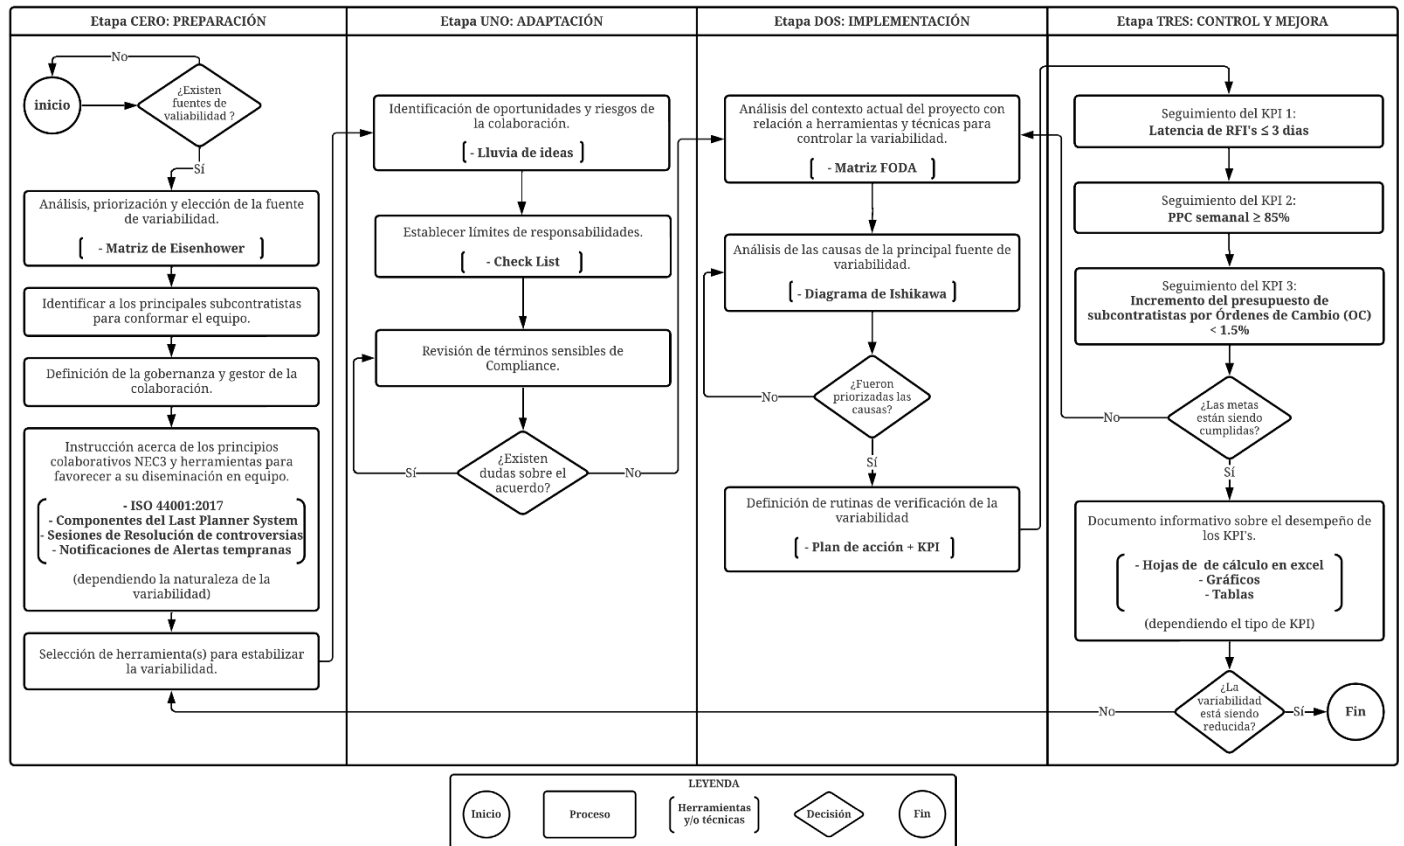 Etapa CERO: PREPARACIÓN
No
inicio
¿Existen
fuentes de
valiabilidad ?
Sí
Análisis, priorización y elección de la fuente
de variabilidad.
- Matriz de Eisenhower
Identificar a los principales subcontratistas
para conformar el equipo.
Definición de la gobernanza y gestor de la
colaboración.
Instrucción acerca de los principios
colaborativos NEC3 y herramientas para
favorecer a su diseminación en equipo.
- ISO 44001:2017
- Componentes del Last Planner System
- Sesiones de Resolución de controversias
- Notificaciones de Alertas tempranas
(dependiendo la naturaleza de la
variabilidad)
Selección de herramienta(s) para estabilizar
la variabilidad.
Etapa UNO: ADAPTACIÓN
Identificación de oportunidades y riesgos de
la colaboración.
- Lluvia de ideas
Establecer límites de responsabilidades.
- Check List
Revisión de términos sensibles de
Compliance.
¿Existen
dudas sobre el
acuerdo?
Sí
No
Etapa DOS: IMPLEMENTACIÓN
Análisis del contexto actual del proyecto con
relación a herramientas y técnicas para
controlar la variabilidad.
- Matriz FODA
Análisis de las causas de la principal fuente de
variabilidad.
- Diagrama de Ishikawa
¿Fueron
priorizadas las
causas?
No
Sí
Definición de rutinas de verificación de la
variabilidad
- Plan de acción + KPI
Etapa TRES: CONTROL Y MEJORA
Seguimiento del KPI 1:
Latencia de RFI's ≤ 3 dias
Seguimiento del KPI 2:
PPC semanal ≥ 85%
Seguimiento del KPI 3:
Incremento del presupuesto de
subcontratistas por Órdenes de Cambio (OC)
< 1.5%
¿Las metas
están siendo
cumplidas?
No
Sí
Documento informativo sobre el desempeño de
los KPI's.
- Hojas de  de cálculo en excel
- Gráficos
- Tablas
(dependiendo el tipo de KPI)
¿La
variabilidad
está siendo
reducida?
No
Sí
Fin
LEYENDA
Inicio
Proceso
Herramientas
y/o técnicas
Decisión
Fin